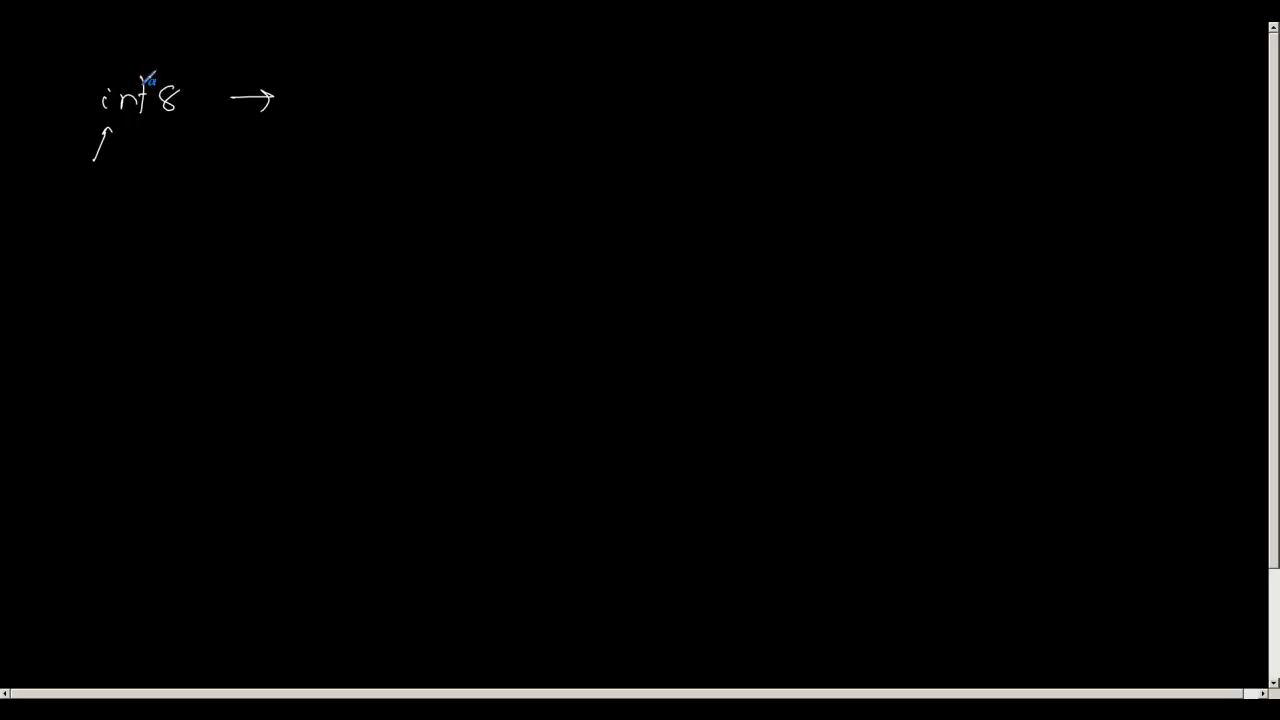 int8 →